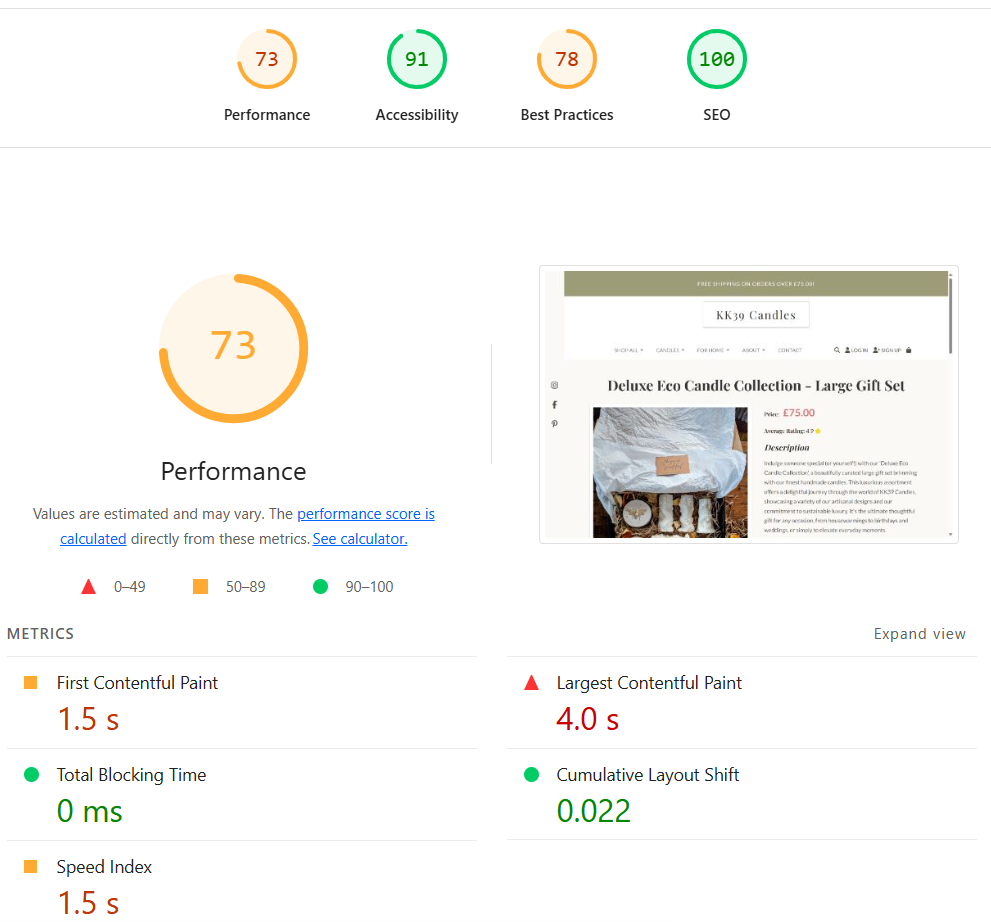 73
91
78
100
Performance
Accessibility
Best Practices
SEO
73
Performance
Values are estimated and may vary. The performance score is
calculated directly from these metrics. See calculator.
0–49
50–89
90–100
FREE SHIPPING ON ORDERS OVER £75.00!
KK39 Candles
SHOP ALL
CANDLES
FOR HOME
ABOUT
CONTACT
LOG IN
SIGN UP
Deluxe Eco Candle Collection - Large Gift Set
Price: £75.00
Average Rating: 4.9
Description
Indulge someone special (or yourself!) with our 'Deluxe Eco
Candle Collection', a beautifully curated large gift set brimming
with our finest handmade candles. This luxurious assortment
offers a delightful journey through the world of KK39 Candles,
showcasing a variety of our artisanal designs and our
commitment to sustainable luxury. It's the ultimate thoughtful
gift for any occasion, from housewarmings to birthdays and
weddings, or simply to elevate everyday moments.
METRICS
Expand view
First Contentful Paint
1.5 s
Largest Contentful Paint
4.0 s
Total Blocking Time
0 ms
Cumulative Layout Shift
0.022
Speed Index
1.5 s